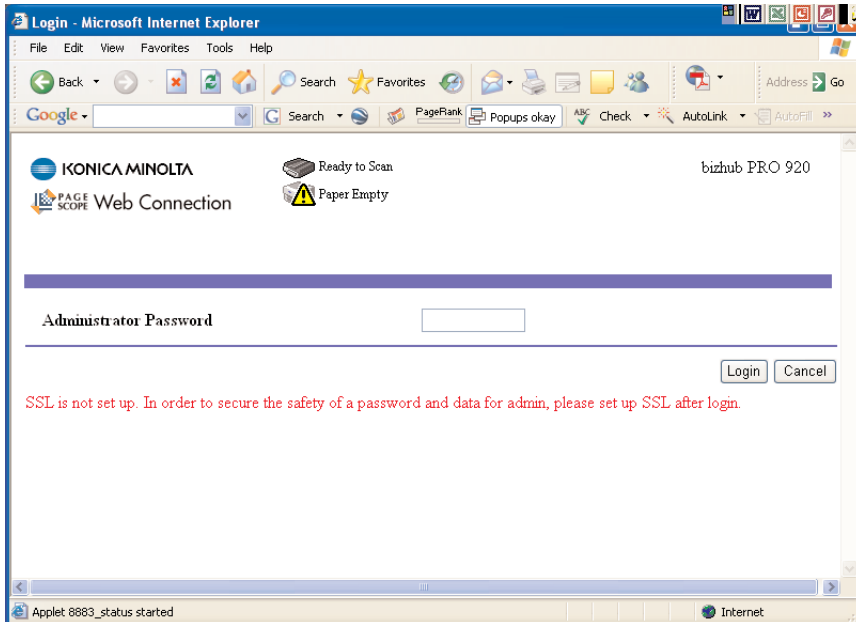 Login - Microsoft Internet Explorer
File Edit View Favorites Tools Help
Back Search Favorites Address Go
Google Search PageRank Popups okay ABC Check AutoLink AutoFill »
KONICA MINOLTA Ready to Scan bizhub PRO 920
PAGE SCOPE Web Connection Paper Empty
Administrator Password
Login Cancel
SSL is not set up. In order to secure the safety of a password and data for admin, please set up SSL after login.
Applet 8883_status started Internet